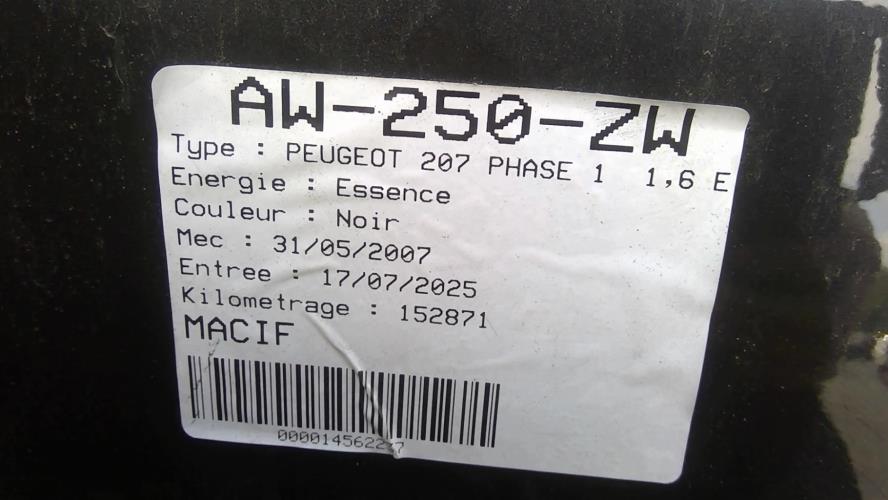 AW-250-ZW
Type : PEUGEOT 207 PHASE 1 1,6 E
Energie : Essence
Couleur : Noir
Mec : 31/05/2007
Entree : 17/07/2025
Kilometrage : 152871
MACIF